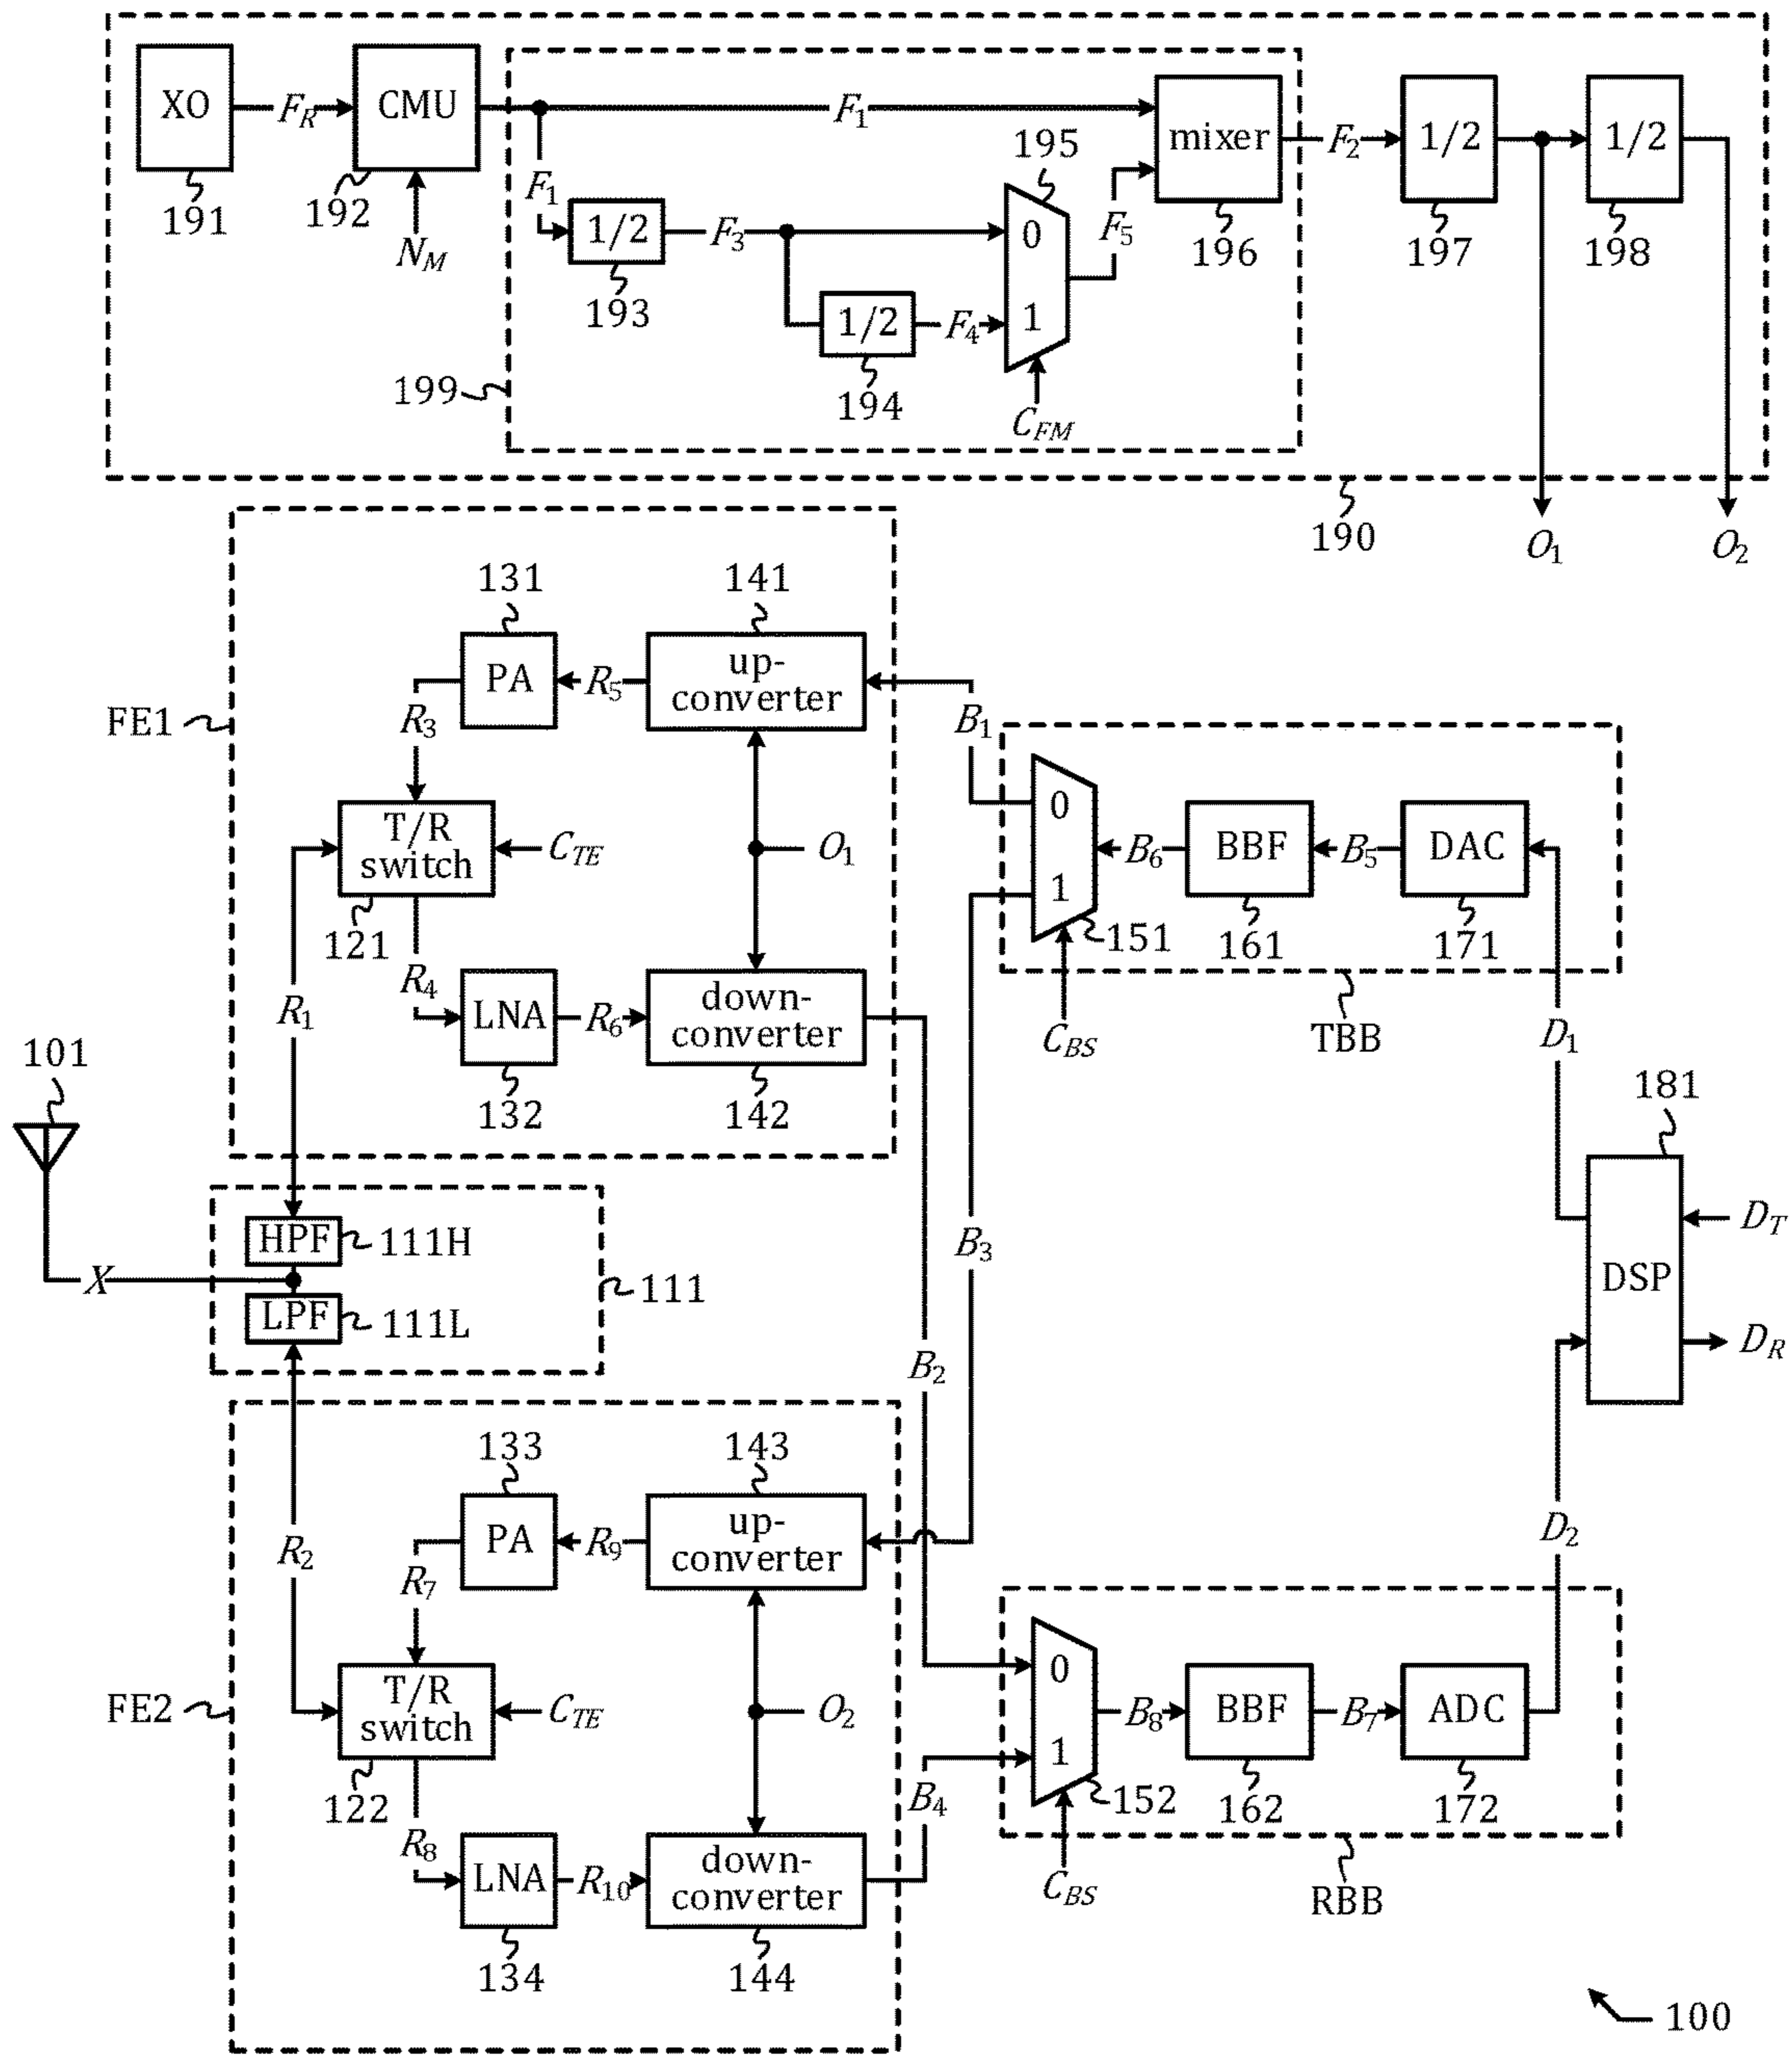 XO
F_R
CMU
F_1
mixer
F_2
1/2
1/2
191
192
N_M
F_1
1/2
193
F_3
1/2
194
F_4
195
0
1
C_FM
F_5
196
197
198
199
190
O_1
O_2
FE1
131
141
PA
R_5
up-
converter
R_3
T/R
switch
C_TE
O_1
121
R_4
LNA
R_6
down-
converter
132
142
R_1
B_1
0
1
B_6
BBF
B_5
DAC
151
161
171
C_BS
TBB
D_1
101
181
HPF
111H
X
LPF
111L
111
B_3
B_2
DSP
D_T
D_R
FE2
133
143
PA
R_9
up-
converter
R_2
R_7
T/R
switch
C_TE
O_2
122
R_8
LNA
R_10
down-
converter
134
144
B_4
D_2
0
1
B_8
BBF
B_7
ADC
152
162
172
C_BS
RBB
100